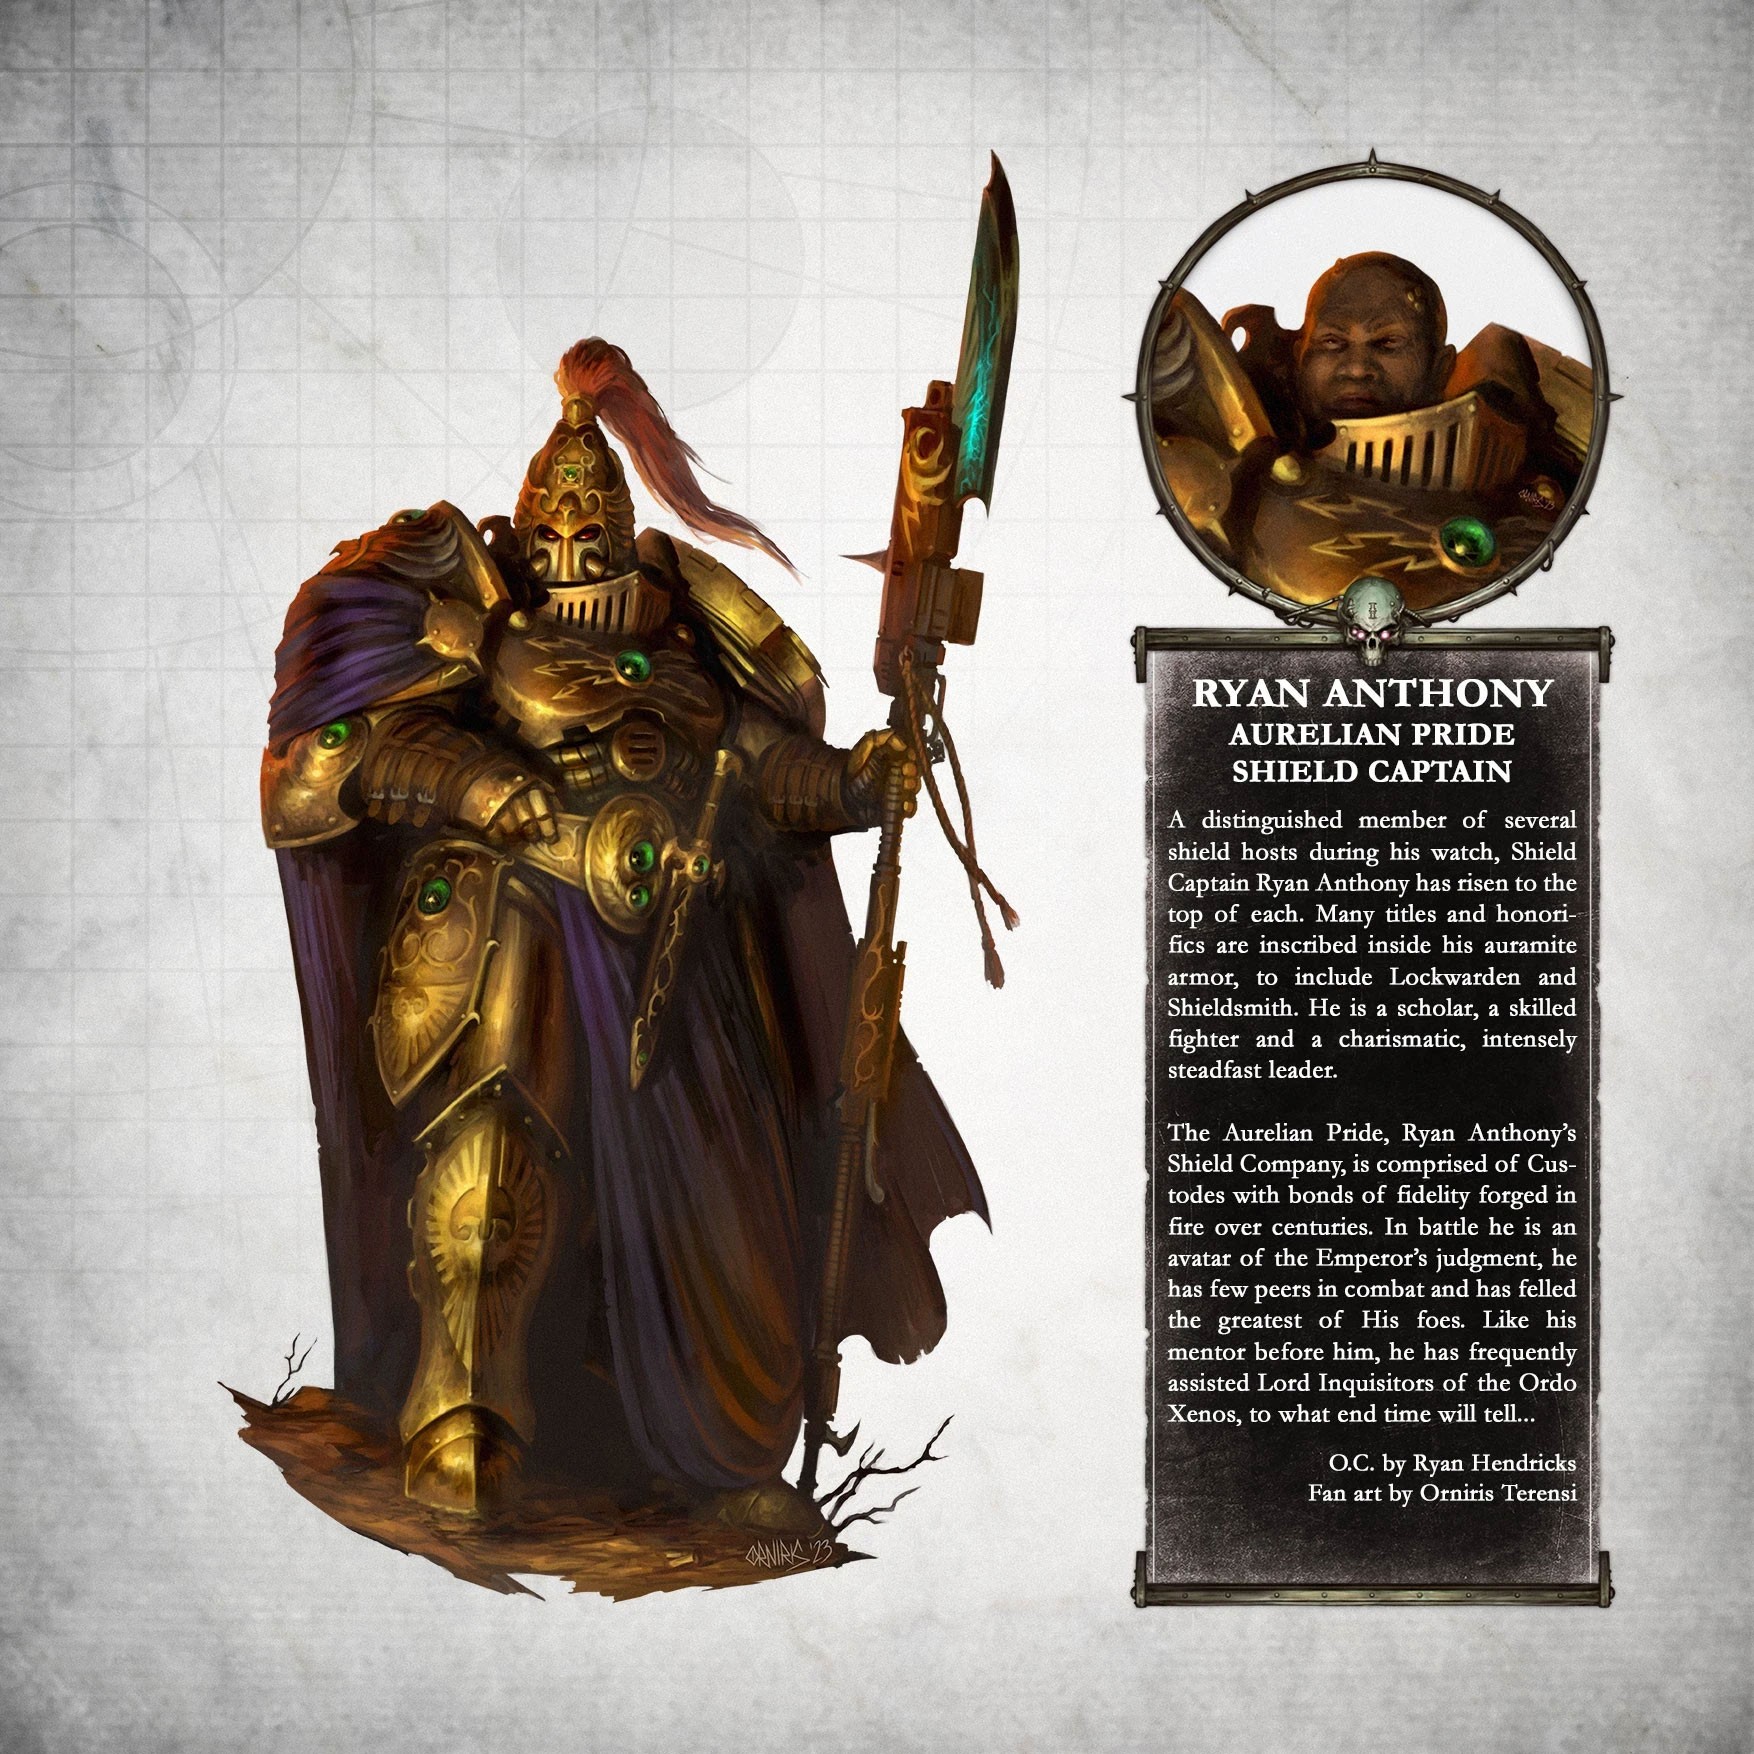 RYAN ANTHONY
AURELIAN PRIDE
SHIELD CAPTAIN
A distinguished member of several
shield hosts during his watch, Shield
Captain Ryan Anthony has risen to the
top of each. Many titles and honori-
fics are inscribed inside his auramite
armor, to include Lockwarden and
Shieldsmith. He is a scholar, a skilled
fighter and a charismatic, intensely
steadfast leader.
The Aurelian Pride, Ryan Anthony's
Shield Company, is comprised of Cus-
todes with bonds of fidelity forged in
fire over centuries. In battle he is an
avatar of the Emperor's judgment, he
has few peers in combat and has felled
the greatest of His foes. Like his
mentor before him, he has frequently
assisted Lord Inquisitors of the Ordo
Xenos, to what end time will tell...
O.C. by Ryan Hendricks
Fan art by Orniris Terensi
ORNIRIS '23